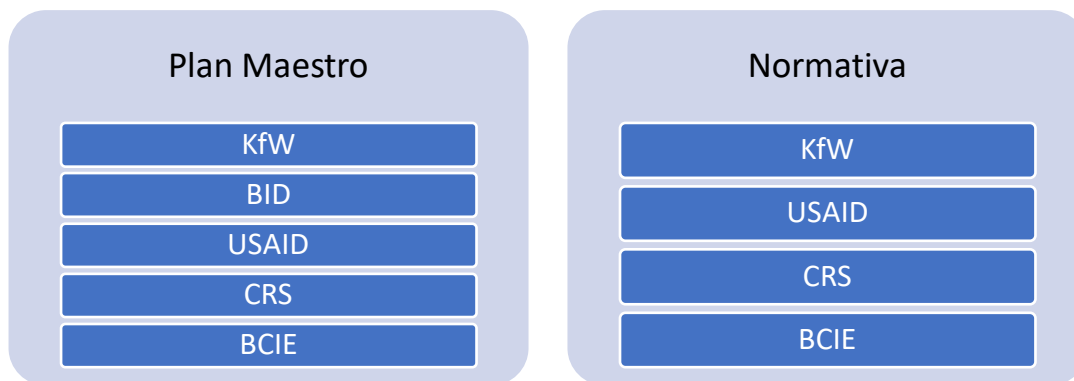 Plan Maestro
KfW
BID
USAID
CRS
BCIE
Normativa
KfW
USAID
CRS
BCIE